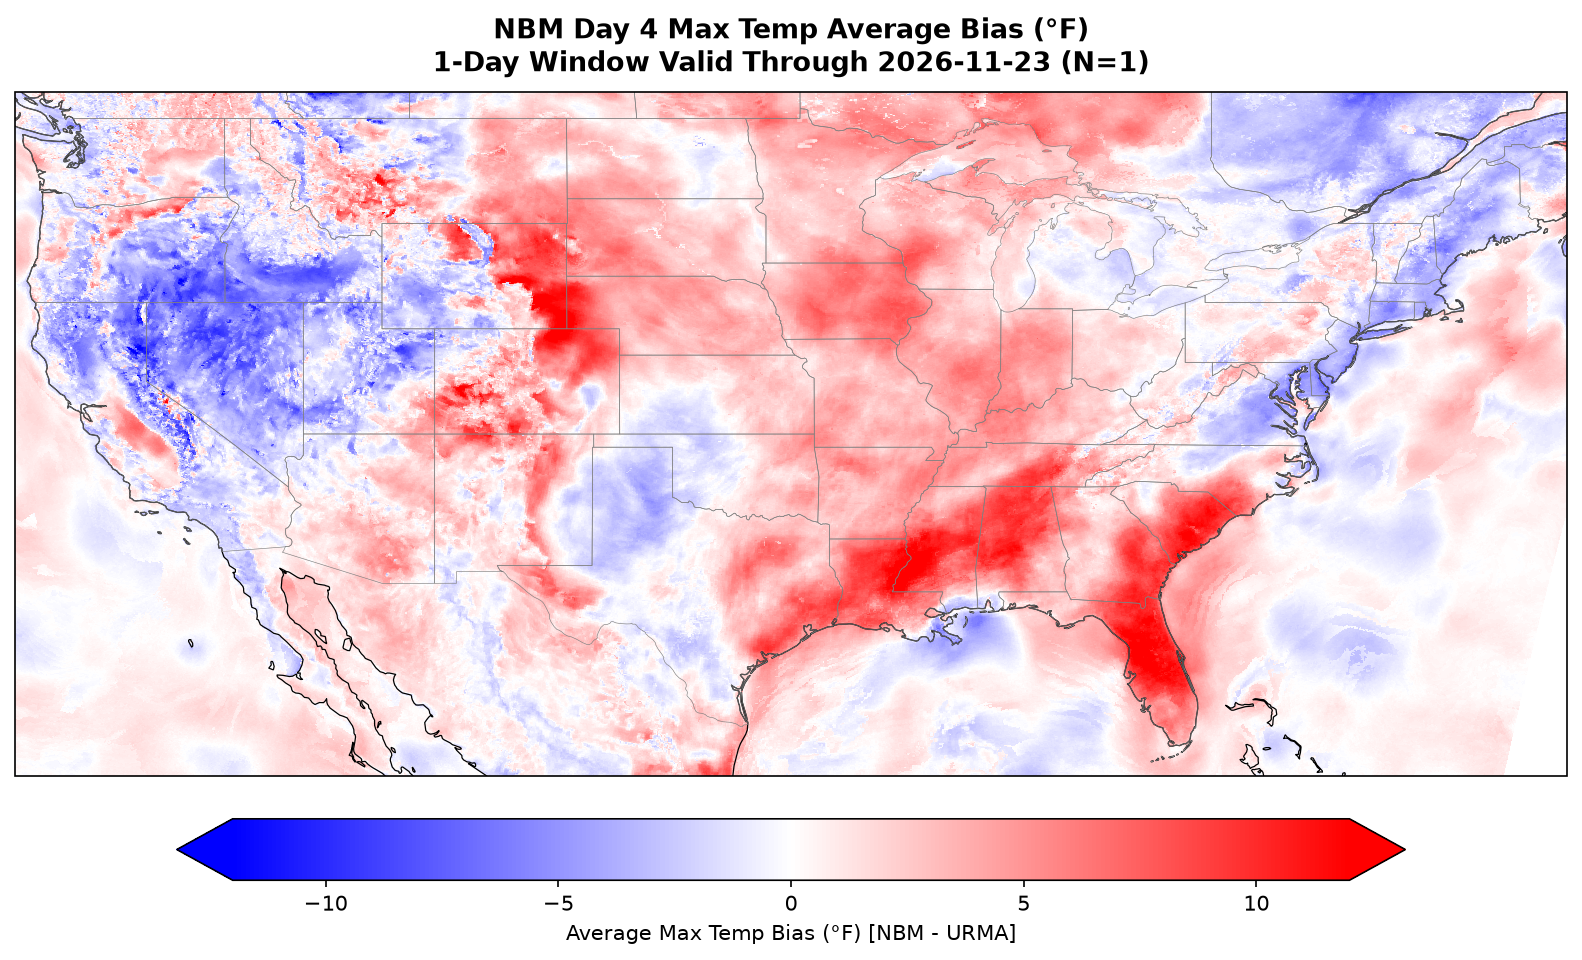 NBM Day 4 Max Temp Average Bias (°F)
1-Day Window Valid Through 2026-11-23 (N=1)
−10 −5 0 5 10
Average Max Temp Bias (°F) [NBM - URMA]